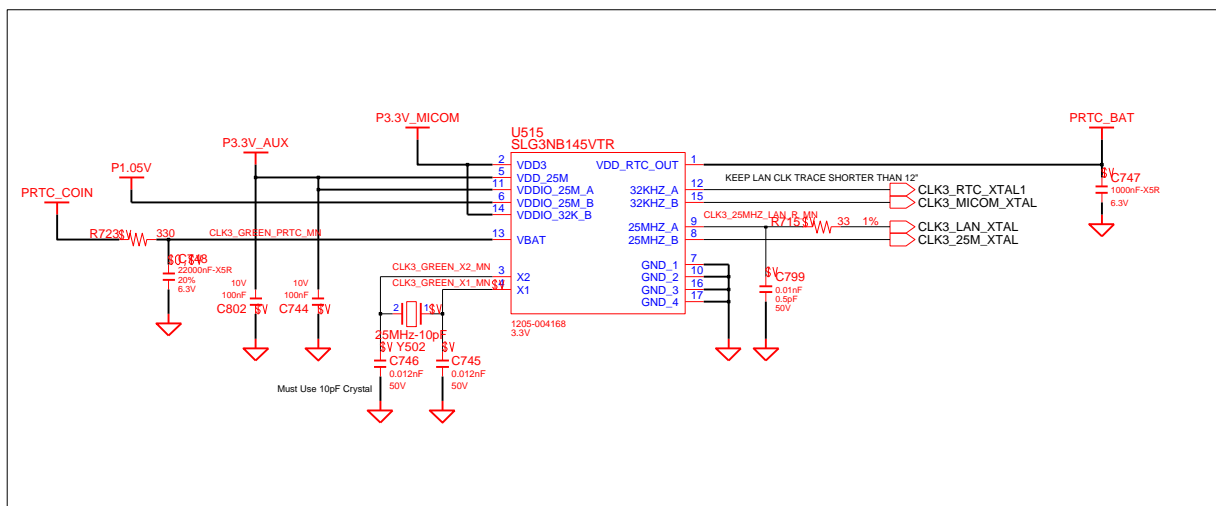 P3.3V_MICOM
U515
SLG3NB145VTR
PRTC_BAT
P3.3V_AUX
P1.05V
PRTC_COIN
2 VDD3
5 VDD_25M
11 VDDIO_25M_A
6 VDDIO_25M_B
14 VDDIO_32K_B
13 VBAT
3 X2
4 X1
VDD_RTC_OUT 1
32KHZ_A 12
32KHZ_B 15
25MHZ_A 9
25MHZ_B 8
GND_1 7
GND_2 10
GND_3 16
GND_4 17
1205-004168
3.3V
KEEP LAN CLK TRACE SHORTER THAN 12"
CLK3_RTC_XTAL1
CLK3_MICOM_XTAL
CLK3_25MHZ_LAN_R_MN
R715 $V 33 1%
CLK3_LAN_XTAL
CLK3_25M_XTAL
$V
C747
1000nF-X5R
6.3V
R723 $V 330
CLK3_GREEN_PRTC_MN
C748
22000nF-X5R
20%
6.3V
10V
100nF
C802 $V
10V
100nF
C744 $V
CLK3_GREEN_X2_MN
CLK3_GREEN_X1_MN $V
2 1 $V
25MHz-10pF
$V Y502
C746
0.012nF
50V
$V
C745
0.012nF
50V
Must Use 10pF Crystal
$V
C799
0.01nF
0.5pF
50V